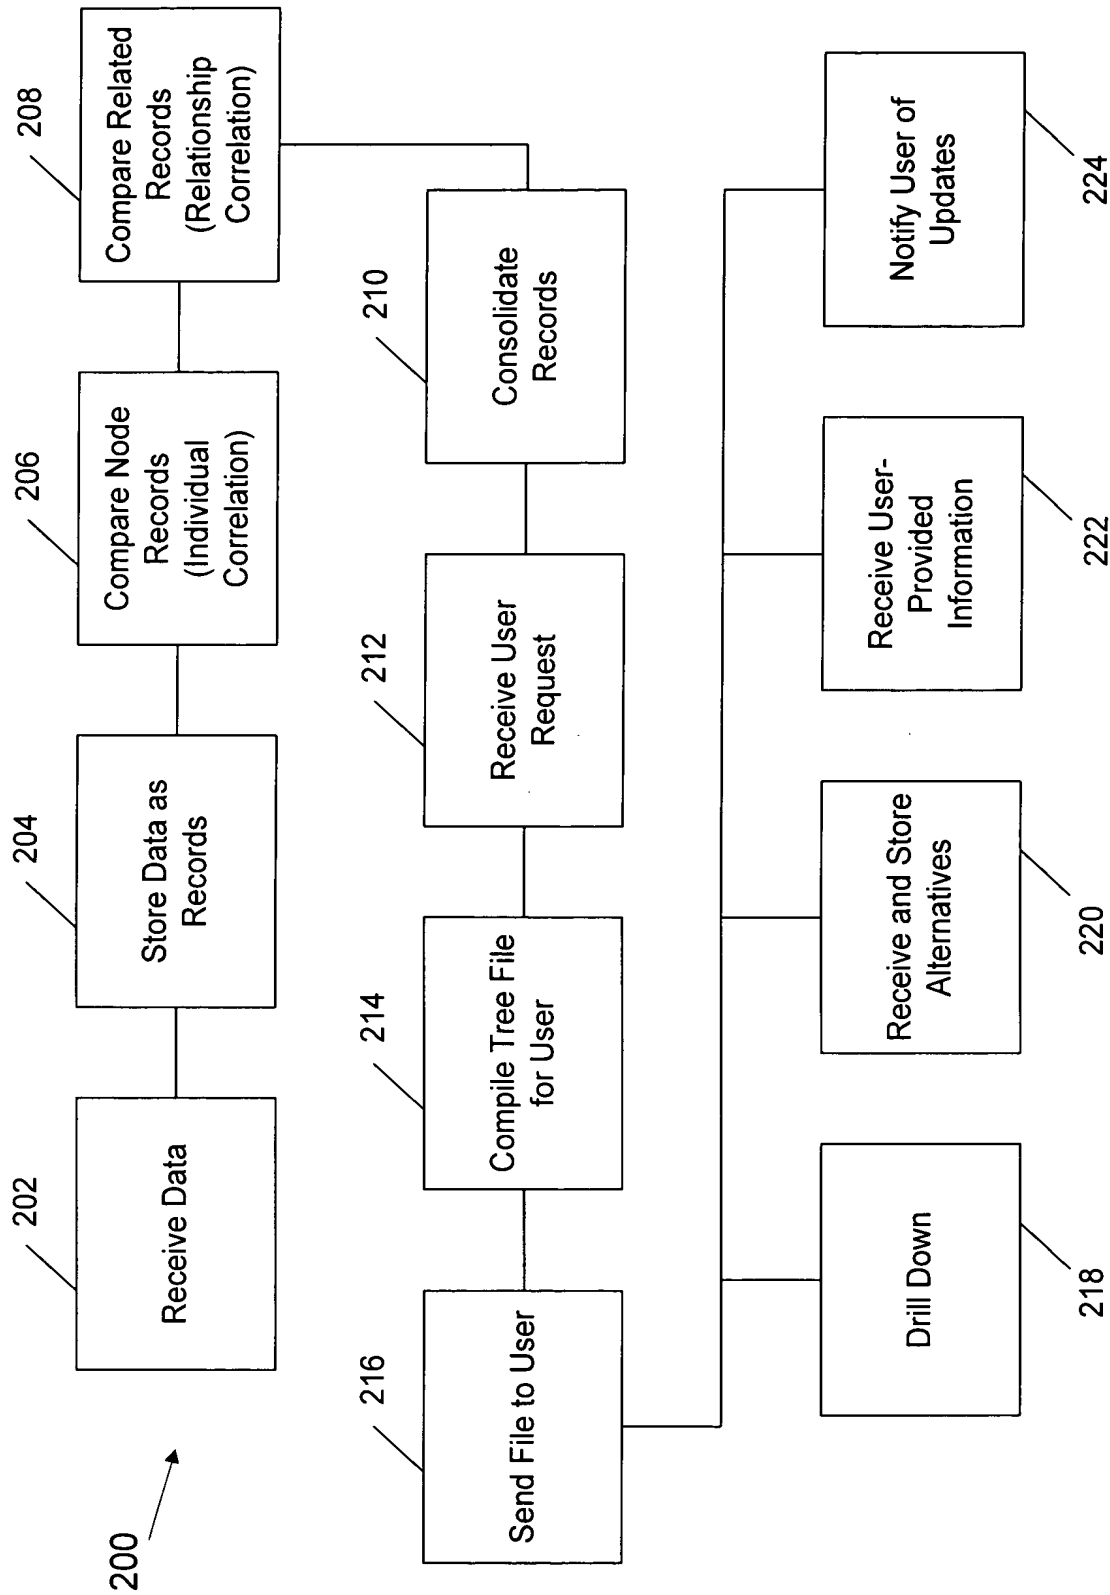 200
202
Receive Data
204
Store Data as
Records
206
Compare Node
Records
(Individual
Correlation)
208
Compare Related
Records
(Relationship
Correlation)
210
Consolidate
Records
212
Receive User
Request
214
Compile Tree File
for User
216
Send File to User
Drill Down
218
Receive and Store
Alternatives
220
Receive User-
Provided
Information
222
Notify User of
Updates
224